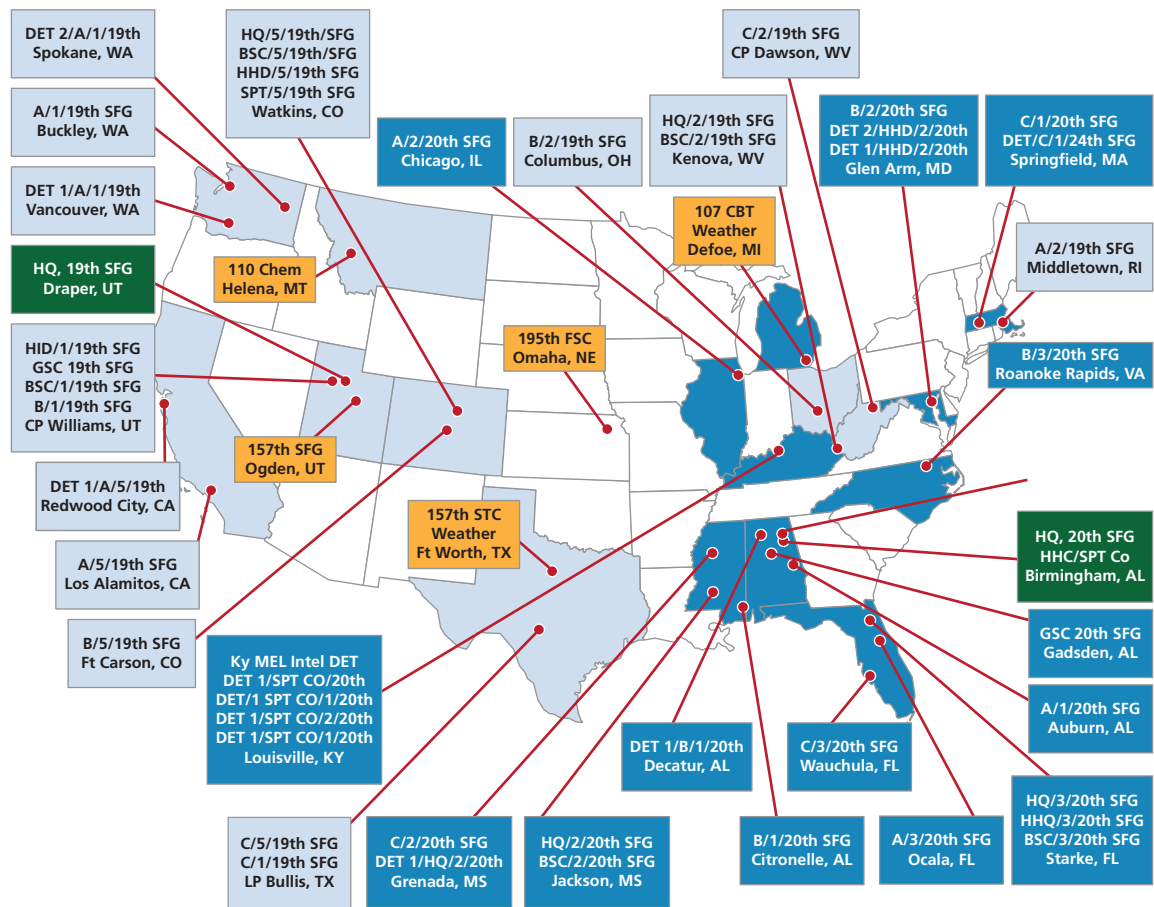 DET 2/A/1/19th
Spokane, WA
HQ/5/19th/SFG
BSC/5/19th/SFG
HHD/5/19th SFG
SPT/5/19th SFG
Watkins, CO
C/2/19th SFG
CP Dawson, WV
A/1/19th SFG
Buckley, WA
A/2/20th SFG
Chicago, IL
B/2/19th SFG
Columbus, OH
HQ/2/19th SFG
BSC/2/19th SFG
Kenova, WV
B/2/20th SFG
DET 2/HHD/2/20th
DET 1/HHD/2/20th
Glen Arm, MD
C/1/20th SFG
DET/C/1/24th SFG
Springfield, MA
DET 1/A/1/19th
Vancouver, WA
107 CBT
Weather
Defoe, MI
A/2/19th SFG
Middletown, RI
HQ, 19th SFG
Draper, UT
110 Chem
Helena, MT
195th FSC
Omaha, NE
B/3/20th SFG
Roanoke Rapids, VA
HID/1/19th SFG
GSC 19th SFG
BSC/1/19th SFG
B/1/19th SFG
CP Williams, UT
157th SFG
Ogden, UT
DET 1/A/5/19th
Redwood City, CA
157th STC
Weather
Ft Worth, TX
A/5/19th SFG
Los Alamitos, CA
HQ, 20th SFG
HHC/SPT Co
Birmingham, AL
B/5/19th SFG
Ft Carson, CO
GSC 20th SFG
Gadsden, AL
Ky MEL Intel DET
DET 1/SPT CO/20th
DET/1 SPT CO/1/20th
DET 1/SPT CO/2/20th
DET 1/SPT CO/1/20th
Louisville, KY
A/1/20th SFG
Auburn, AL
DET 1/B/1/20th
Decatur, AL
C/3/20th SFG
Wauchula, FL
C/5/19th SFG
C/1/19th SFG
LP Bullis, TX
C/2/20th SFG
DET 1/HQ/2/20th
Grenada, MS
HQ/2/20th SFG
BSC/2/20th SFG
Jackson, MS
B/1/20th SFG
Citronelle, AL
A/3/20th SFG
Ocala, FL
HQ/3/20th SFG
HHQ/3/20th SFG
BSC/3/20th SFG
Starke, FL